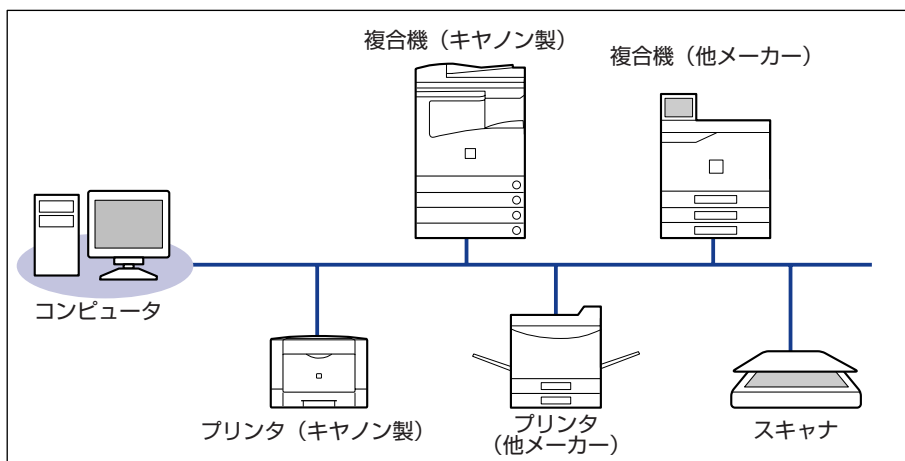 複合機（キヤノン製）
複合機（他メーカー）
コンピュータ
プリンタ（キヤノン製）
プリンタ
（他メーカー）
スキャナ